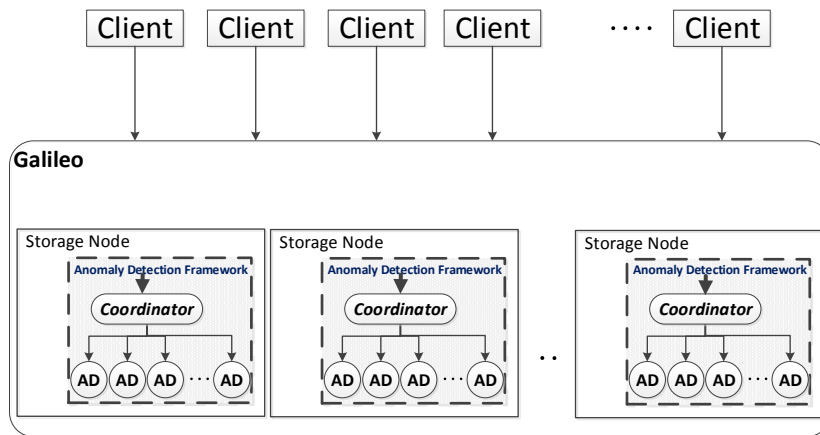 Client Client Client Client .... Client
Galileo
Storage Node Storage Node Storage Node
Anomaly Detection Framework Anomaly Detection Framework Anomaly Detection Framework
Coordinator Coordinator Coordinator
AD AD AD ... AD AD AD AD ... AD .. AD AD AD ... AD